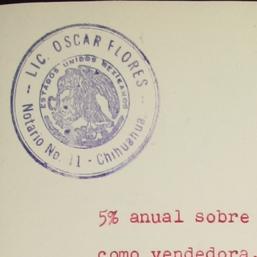 -- LIC. OSCAR FLORES --
ESTADOS UNIDOS MEXICANOS
Notario No. 11 - Chihuahua.
5% anual sobre
como vendedora.